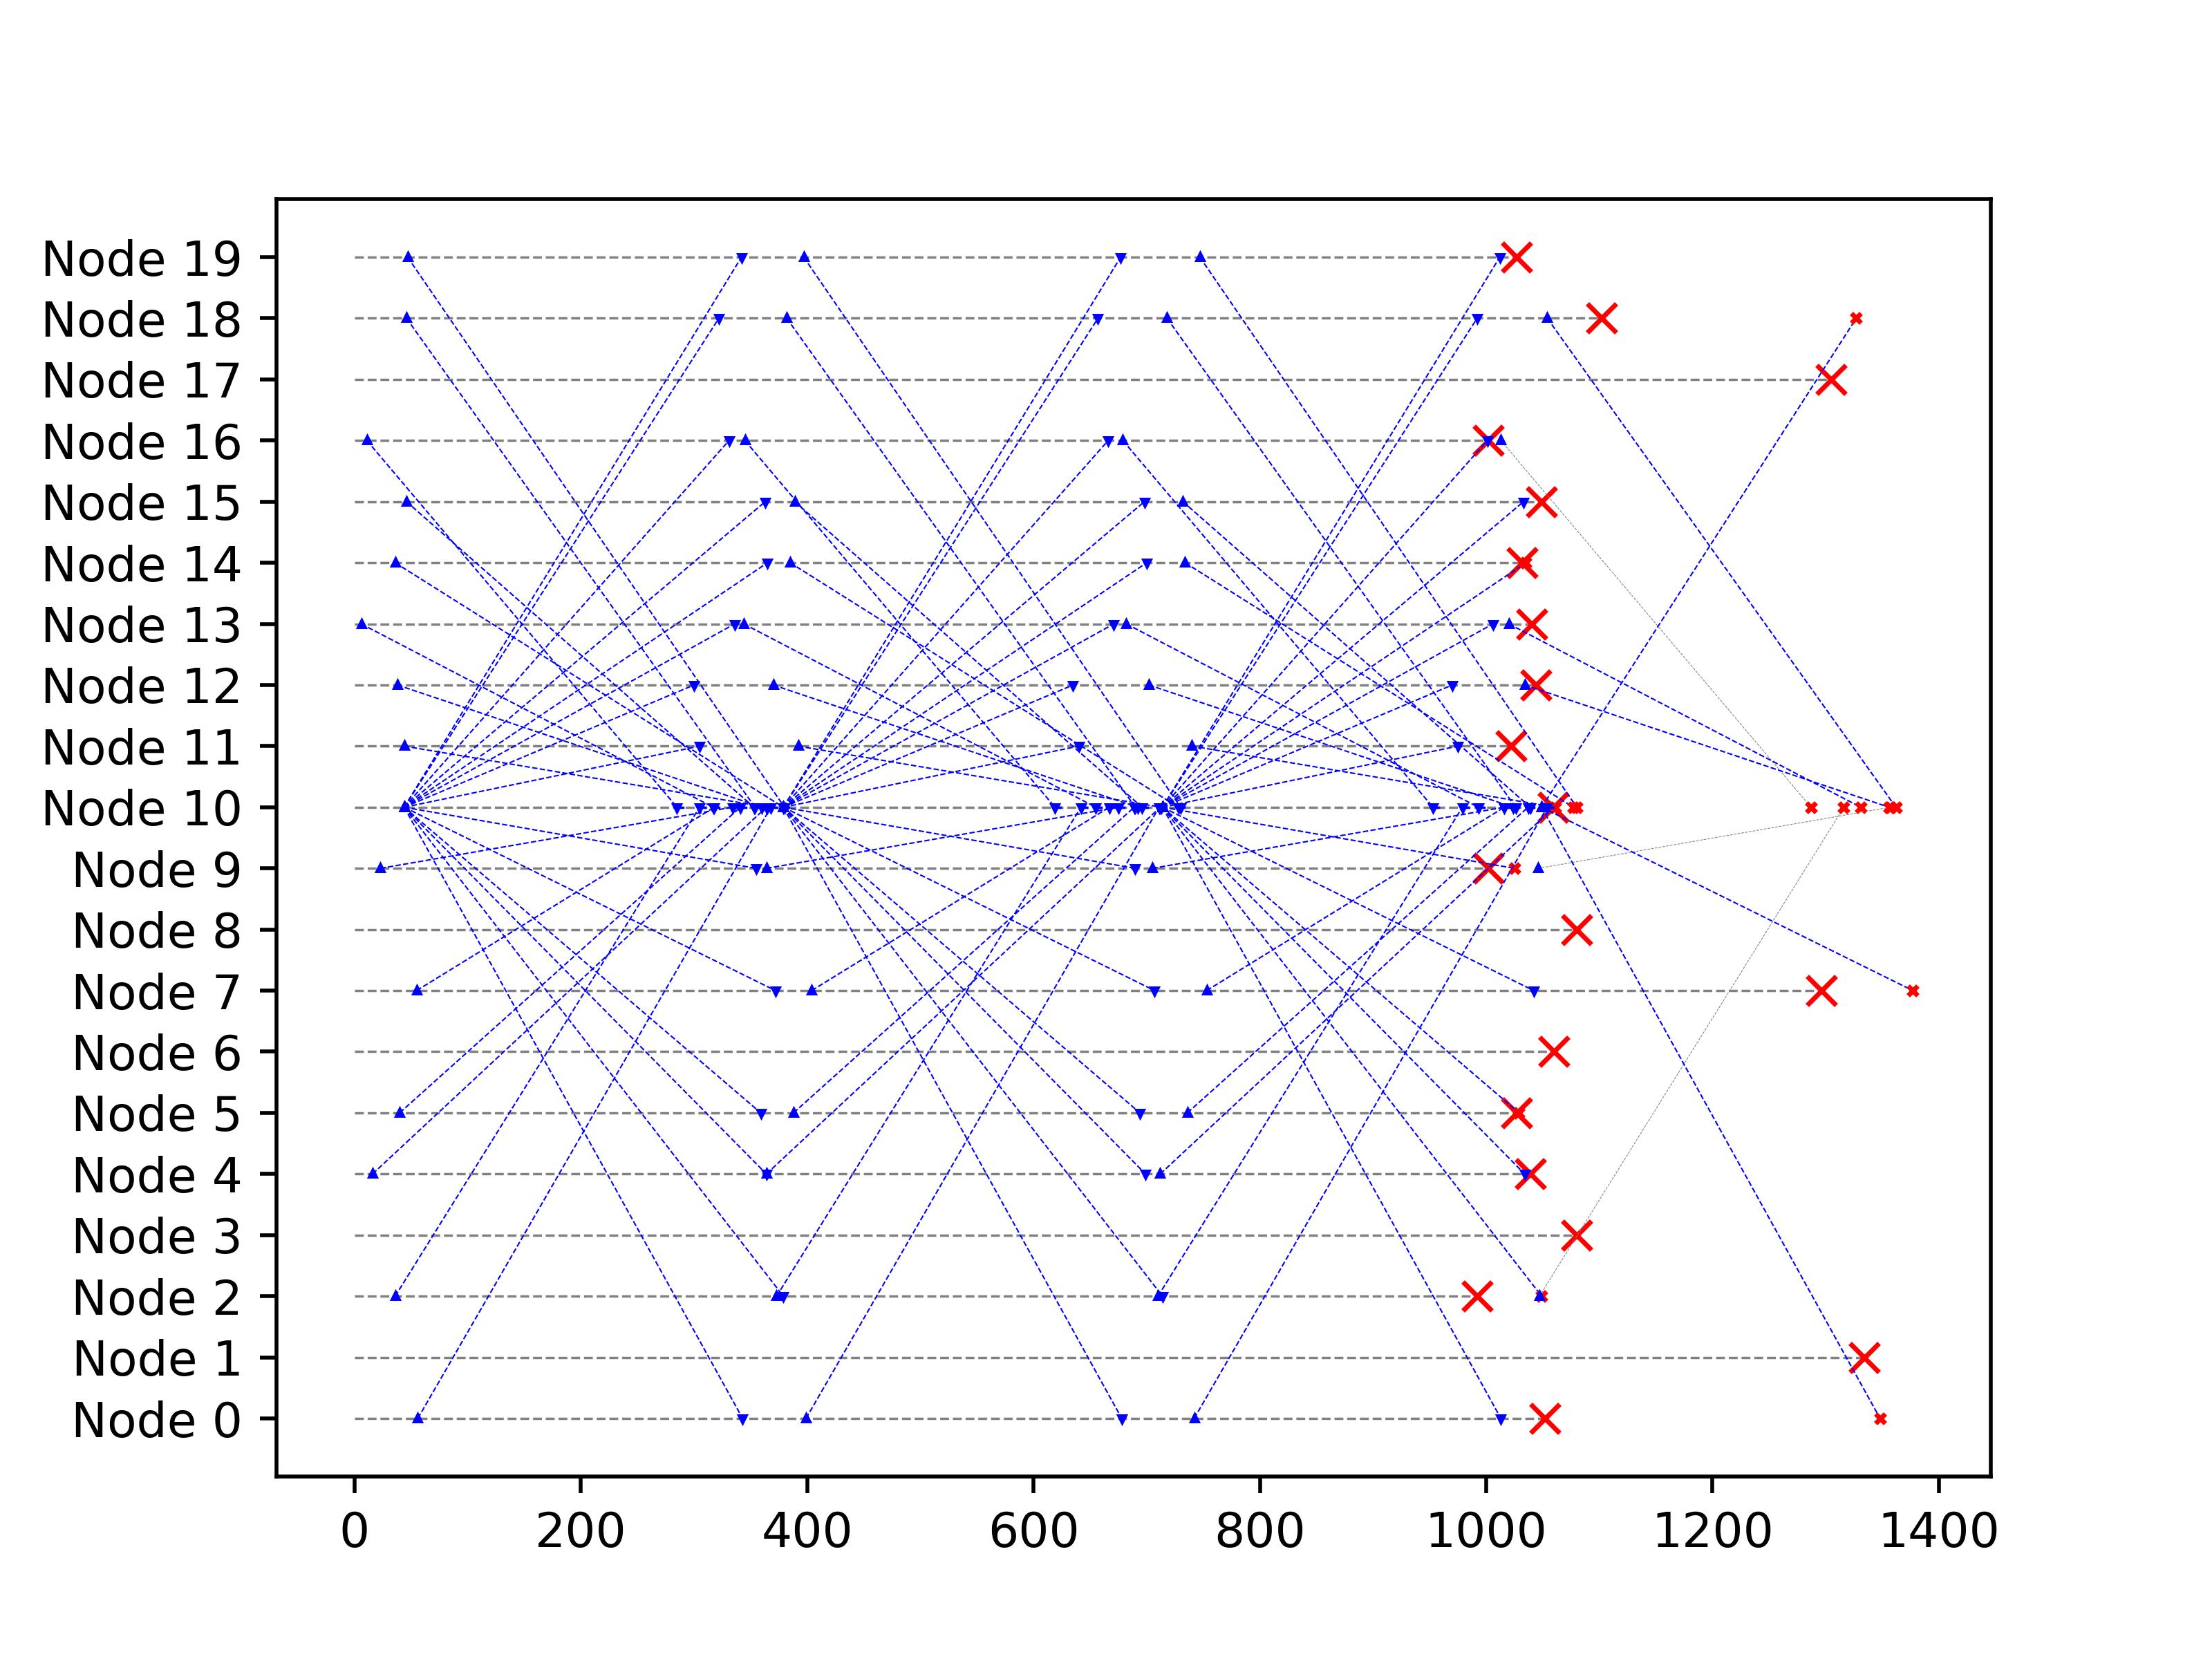 Node 19
Node 18
Node 17
Node 16
Node 15
Node 14
Node 13
Node 12
Node 11
Node 10
Node 9
Node 8
Node 7
Node 6
Node 5
Node 4
Node 3
Node 2
Node 1
Node 0
0 200 400 600 800 1000 1200 1400